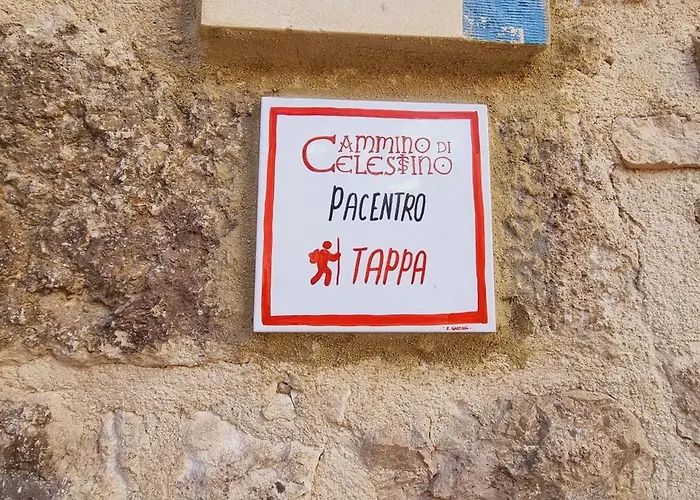 CAMMINO DI
CELESTINO
PACENTRO
TAPPA